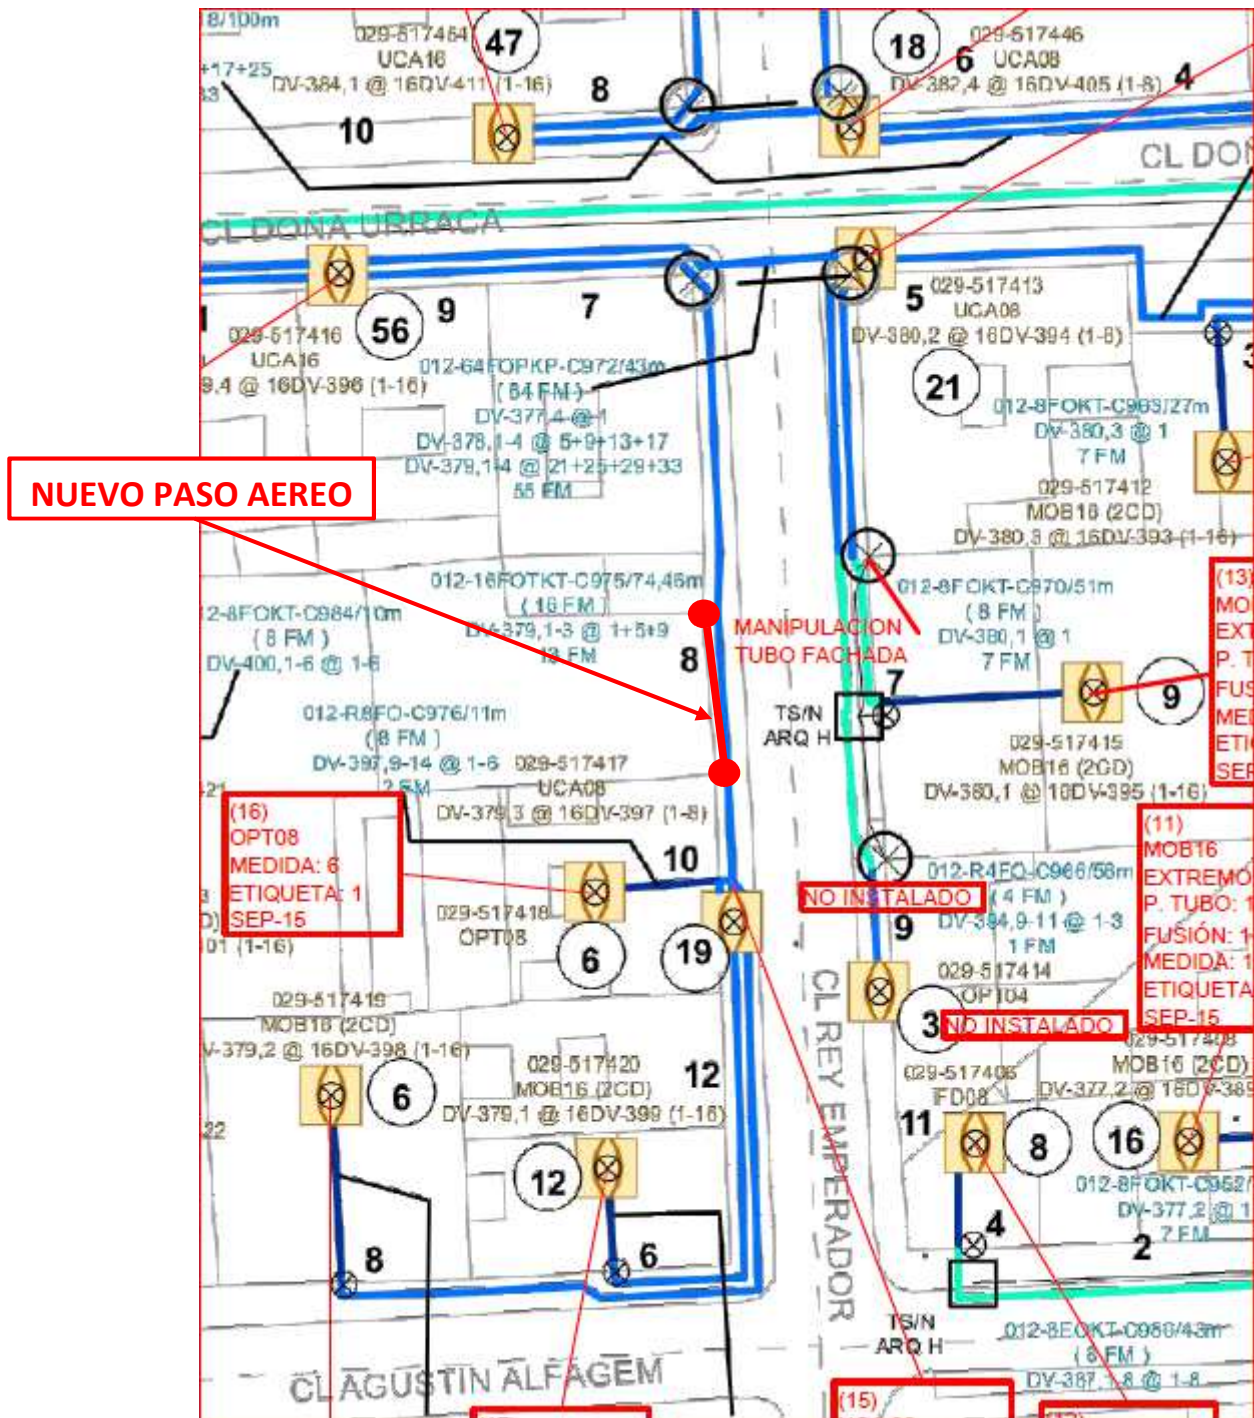 8/100m
029-517454
UCA16
DV-384,1 @ 16DV-411 (1-16)
47
8
10
18
6
029-517446
UCA08
DV-382,4 @ 16DV-405 (1-8)
4
+17+25
CL DOÑ
CL DOÑA URRACA
9
7
56
029-517416
UCA16
9.4 @ 16DV-396 (1-16)
5
029-517413
UCA08
DV-380,2 @ 16DV-394 (1-8)
21
012-64FOPKP-C972/43m
( 64 FM )
DV-377,4 @ 1
DV-378,1-4 @ 5+9+13+17
DV-379,1-4 @ 21+25+29+33
55 FM
012-8FOKT-C963/27m
DV-380,3 @ 1
7 FM
029-517412
MOB16 (2CD)
DV-380,3 @ 16DV-393 (1-16)
NUEVO PASO AEREO
012-16FOTKT-C975/74,46m
( 16 FM )
DV-379,1-3 @ 1+5+9
13 FM
8
MANIPULACION
TUBO FACHADA
012-8FOKT-C970/51m
( 8 FM )
DV-380,1 @ 1
7 FM
7
9
TS/N
ARQ H
2-8FOKT-C984/10m
( 8 FM )
DV-400,1-6 @ 1-6
012-R8FO-C976/11m
( 8 FM )
DV-397,9-14 @ 1-6
2 FM
029-517417
UCA08
DV-379,3 @ 16DV-397 (1-8)
029-517415
MOB16 (2CD)
DV-380,1 @ 16DV-395 (1-16)
(13)
MO
EXT
P. T
FUS
MED
ETI
SEP
(16)
OPT08
MEDIDA: 6
ETIQUETA: 1
SEP-15
01 (1-16)
10
029-517418
OPT08
6
19
(11)
MOB16
EXTREMO
P. TUBO: 1
FUSIÓN: 1
MEDIDA: 1
ETIQUETA
SEP-15
012-R4FO-C966/58m
NO INSTALADO
( 4 FM )
DV-394,9-11 @ 1-3
1 FM
9
029-517414
OPT04
3
NO INSTALADO
CL REY EMPERADOR
029-517419
MOB16 (2CD)
V-379,2 @ 16DV-398 (1-16)
6
22
029-517420
MOB16 (2CD)
DV-379,1 @ 16DV-399 (1-16)
12
12
8
6
MOB16 (2CD)
IFD08
11
8
16
012-8FOKT-C952/
DV-377,2 @ 1
7 FM
4
2
TS/N
ARQ H
( 8 FM )
DV-387,1-8 @ 1-8
CL AGUSTIN ALFAGEM
(15)